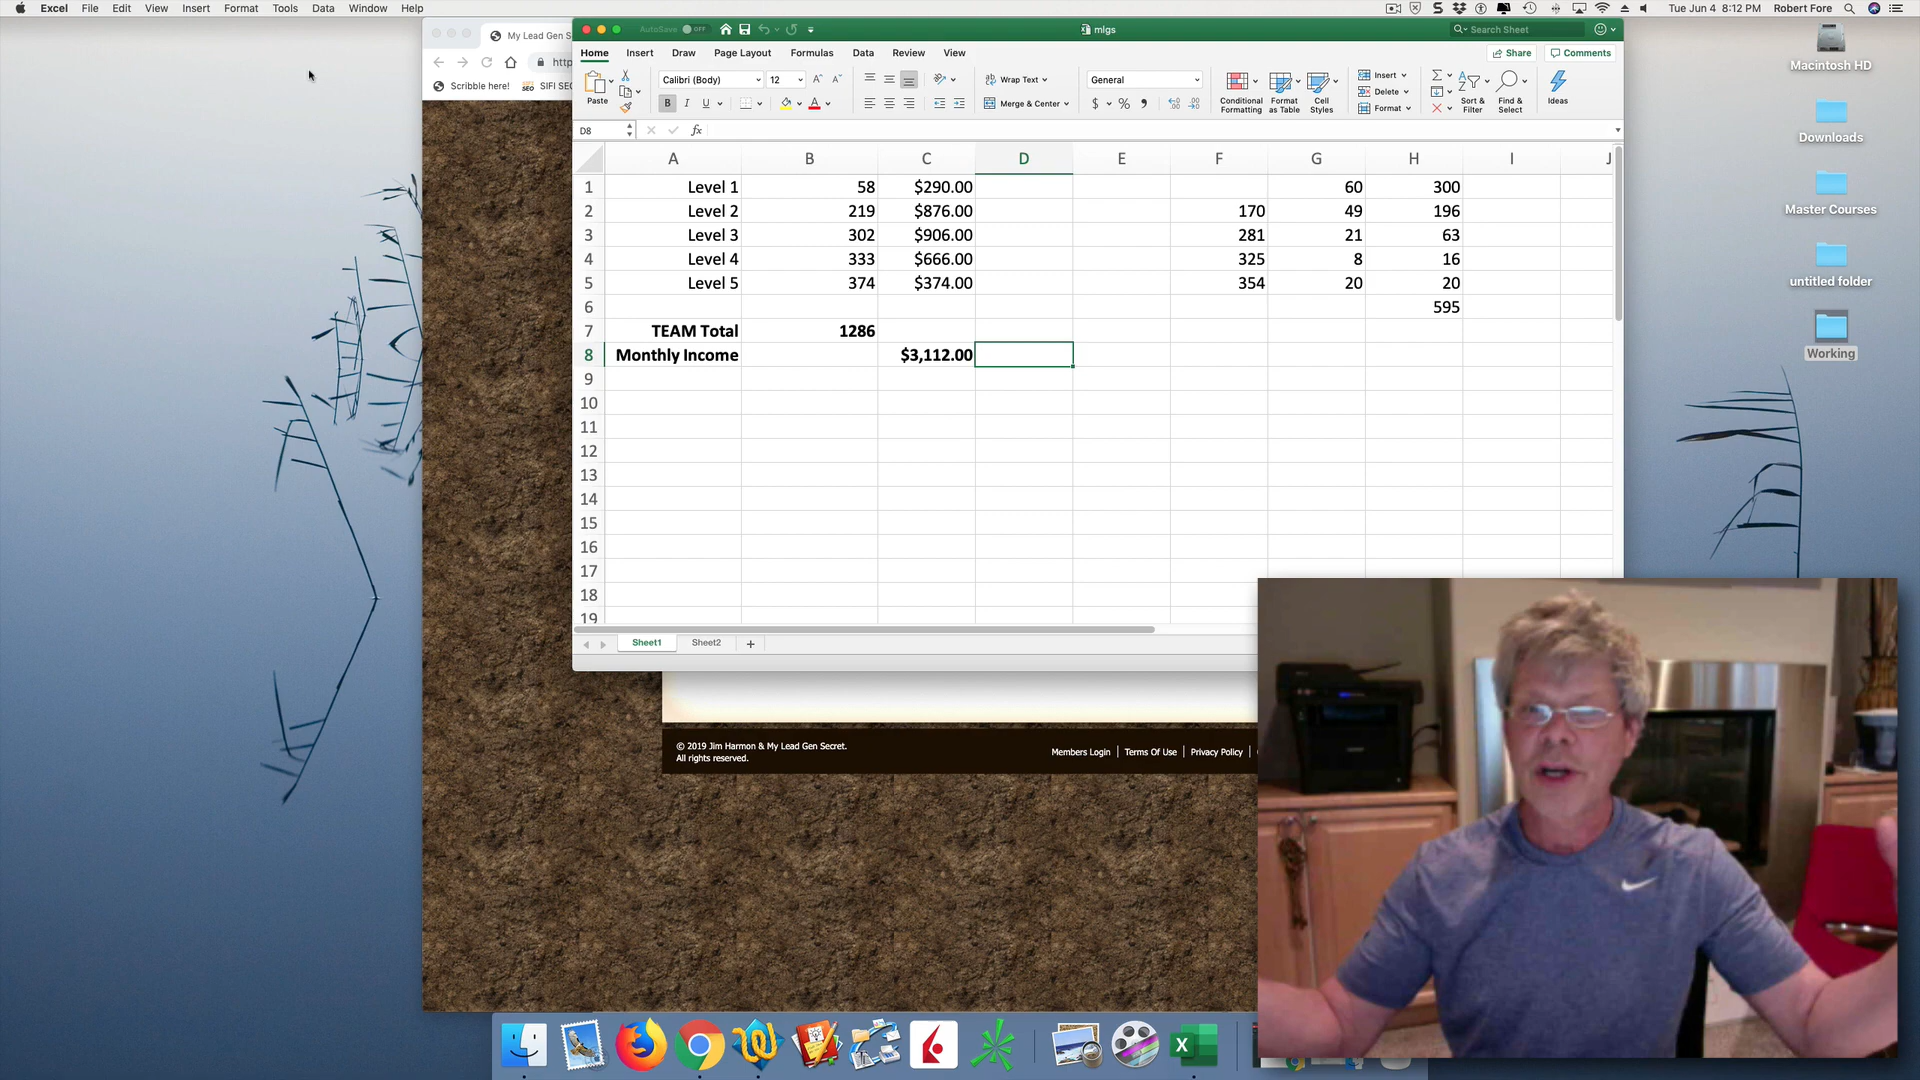 Excel File Edit View Insert Format Tools Data Window Help
Tue Jun 4 8:12 PM Robert Fore
My Lead Gen S
AutoSave OFF
mlgs
Search Sheet
Home Insert Draw Page Layout Formulas Data Review View
Share Comments
http
Scribble here! SIFI SEO
Paste
Calibri (Body) 12
Wrap Text
General
Merge & Center
B I U
$ % )
Conditional Formatting
Format as Table
Cell Styles
Insert
Delete
Format
Sort & Filter
Find & Select
Ideas
D8 fx
A B C D E F G H I J
1 Level 1 58 $290.00 60 300
2 Level 2 219 $876.00 170 49 196
3 Level 3 302 $906.00 281 21 63
4 Level 4 333 $666.00 325 8 16
5 Level 5 374 $374.00 354 20 20
6 595
7 TEAM Total 1286
8 Monthly Income $3,112.00
9
10
11
12
13
14
15
16
17
18
19
Sheet1 Sheet2 +
© 2019 Jim Harmon & My Lead Gen Secret.
All rights reserved.
Members Login | Terms Of Use | Privacy Policy |
Macintosh HD
Downloads
Master Courses
untitled folder
Working